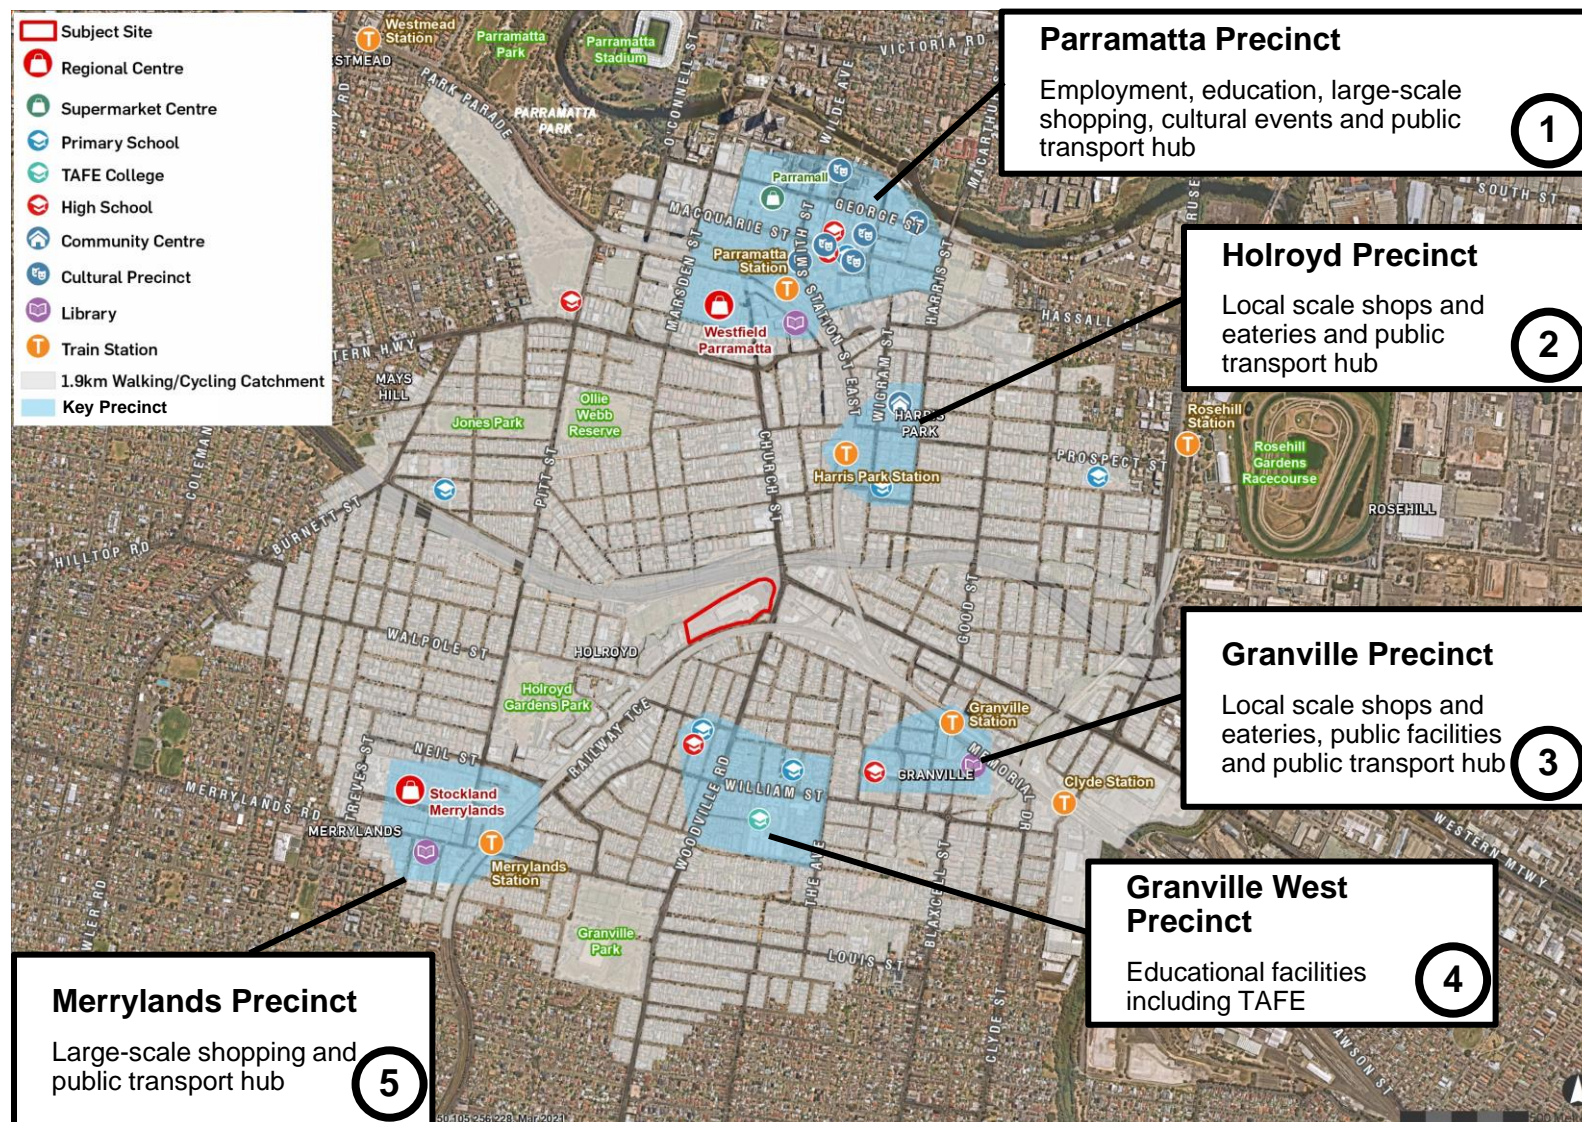 Subject Site
Regional Centre
Supermarket Centre
Primary School
TAFE College
High School
Community Centre
Cultural Precinct
Library
Train Station
1.9km Walking/Cycling Catchment
Key Precinct
Parramatta Precinct
Employment, education, large-scale
shopping, cultural events and public
transport hub
1
Holroyd Precinct
Local scale shops and
eateries and public
transport hub
2
Granville Precinct
Local scale shops and
eateries, public facilities
and public transport hub
3
Granville West
Precinct
Educational facilities
including TAFE
4
Merrylands Precinct
Large-scale shopping and
public transport hub
5
Westmead
Station
Parramatta
Park
Parramatta
Stadium
VICTORIA RD
O'CONNELL ST
WILDE AVE
PARK PARADE
PARRAMATTA
PARK
SOUTH ST
Parramall
MACQUARIE ST
GEORGE ST
SMITH ST
MARSDEN ST
Parramatta
Station
HARRIS ST
STATION ST EAST
HASSALL
Westfield
Parramatta
WIGRAM ST
MAYS
HILL
Jones Park
Ollie
Webb
Reserve
HARRIS
PARK
Rosehill
Station
Rosehill
Gardens
Racecourse
PROSPECT ST
COLEMAN
PITT ST
CHURCH ST
Harris Park Station
ROSEHILL
HILLTOP RD
BURNETT ST
GOOD ST
WALPOLE ST
HOLROYD
Holroyd
Gardens Park
RAILWAY TCE
Granville
Station
NEIL ST
TREVES ST
MERRYLANDS RD
Stockland
Merrylands
MERRYLANDS
WILLIAM ST
WOODVILLE RD
GRANVILLE
MEMORIAL DR
Clyde Station
Merrylands
Station
THE AVE
BLAXCELL ST
WESTERN MTWY
Granville
Park
LOUIS ST
CLYDE ST